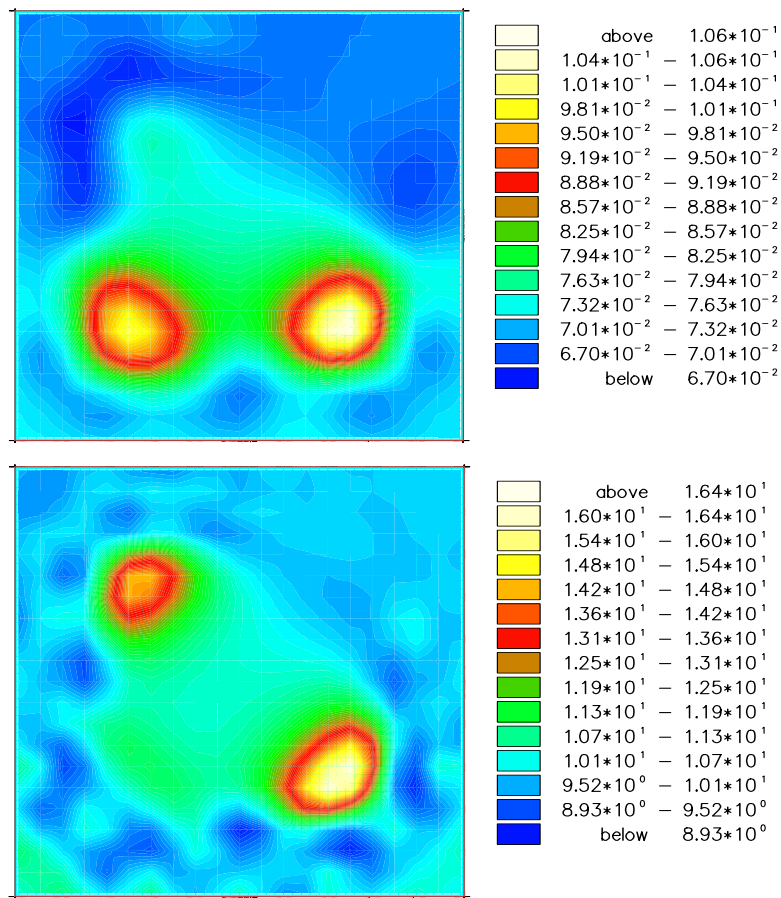 above 1.06*10⁻¹
1.04*10⁻¹ – 1.06*10⁻¹
1.01*10⁻¹ – 1.04*10⁻¹
9.81*10⁻² – 1.01*10⁻¹
9.50*10⁻² – 9.81*10⁻²
9.19*10⁻² – 9.50*10⁻²
8.88*10⁻² – 9.19*10⁻²
8.57*10⁻² – 8.88*10⁻²
8.25*10⁻² – 8.57*10⁻²
7.94*10⁻² – 8.25*10⁻²
7.63*10⁻² – 7.94*10⁻²
7.32*10⁻² – 7.63*10⁻²
7.01*10⁻² – 7.32*10⁻²
6.70*10⁻² – 7.01*10⁻²
below 6.70*10⁻²
above 1.64*10¹
1.60*10¹ – 1.64*10¹
1.54*10¹ – 1.60*10¹
1.48*10¹ – 1.54*10¹
1.42*10¹ – 1.48*10¹
1.36*10¹ – 1.42*10¹
1.31*10¹ – 1.36*10¹
1.25*10¹ – 1.31*10¹
1.19*10¹ – 1.25*10¹
1.13*10¹ – 1.19*10¹
1.07*10¹ – 1.13*10¹
1.01*10¹ – 1.07*10¹
9.52*10⁰ – 1.01*10¹
8.93*10⁰ – 9.52*10⁰
below 8.93*10⁰